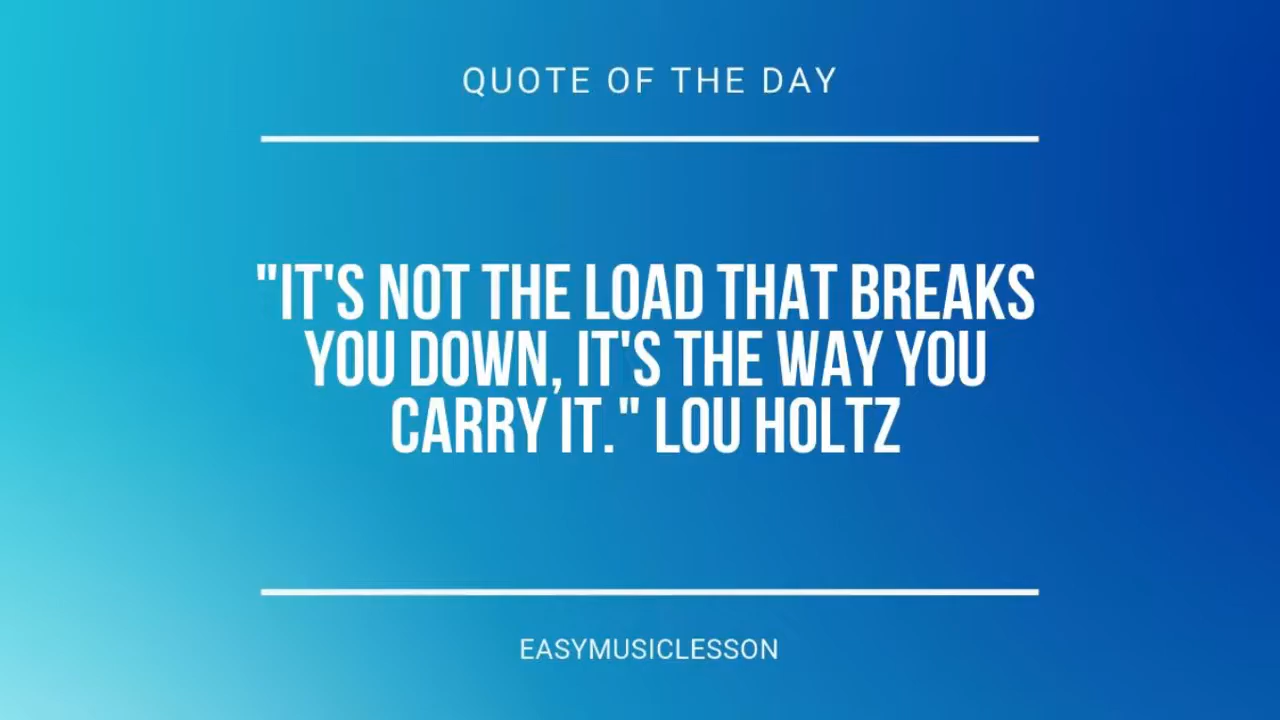 QUOTE OF THE DAY
"IT'S NOT THE LOAD THAT BREAKS
YOU DOWN, IT'S THE WAY YOU
CARRY IT." LOU HOLTZ
EASYMUSICLESSON